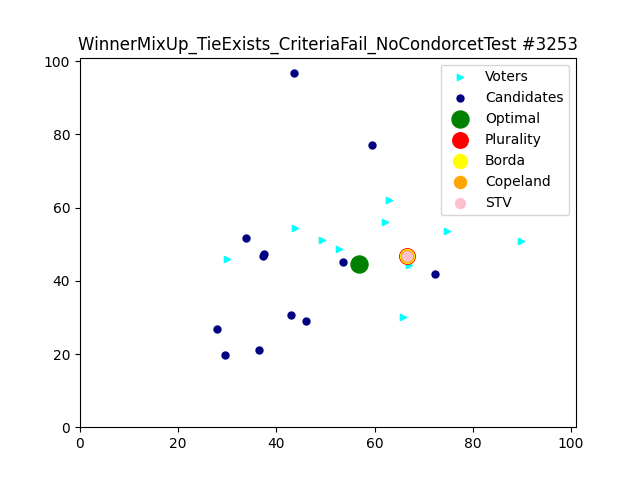 WinnerMixUp_TieExists_CriteriaFail_NoCondorcetTest #3253
100
80
60
40
20
0
0 20 40 60 80 100
Voters
Candidates
Optimal
Plurality
Borda
Copeland
STV